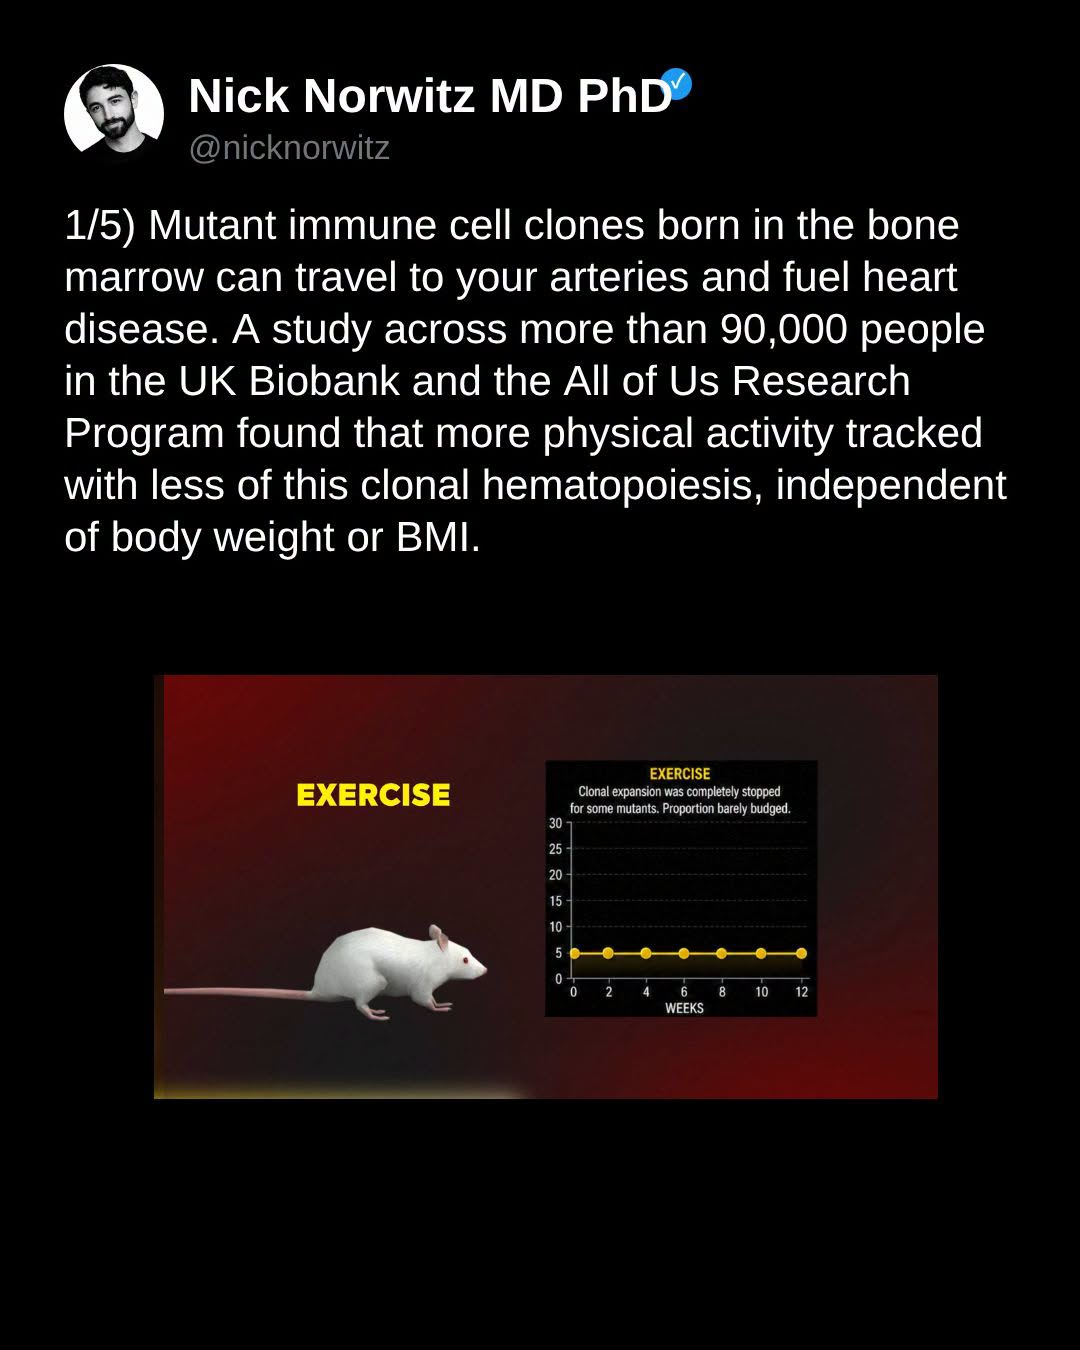 Nick Norwitz MD PhD
@nicknorwitz
1/5) Mutant immune cell clones born in the bone
marrow can travel to your arteries and fuel heart
disease. A study across more than 90,000 people
in the UK Biobank and the All of Us Research
Program found that more physical activity tracked
with less of this clonal hematopoiesis, independent
of body weight or BMI.
EXERCISE
EXERCISE
Clonal expansion was completely stopped
for some mutants. Proportion barely budged.
30
25
20
15
10
5
0
0 2 4 6 8 10 12
WEEKS